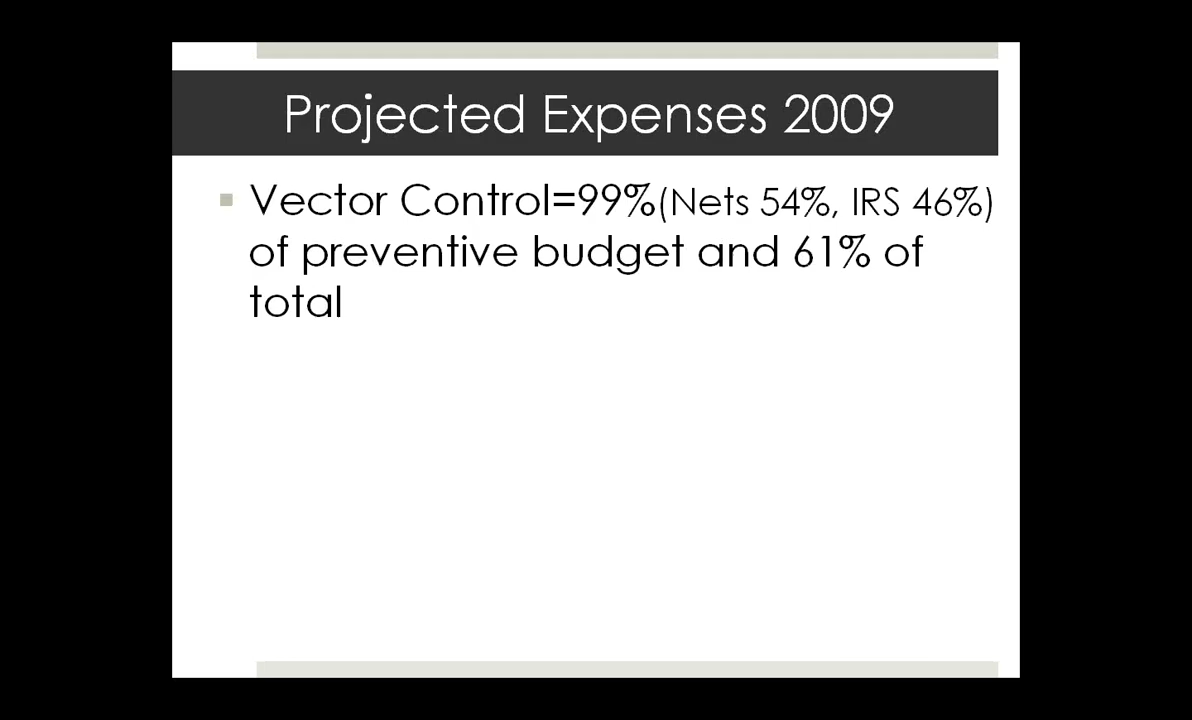 Projected Expenses 2009
Vector Control=99%(Nets 54%, IRS 46%)
of preventive budget and 61% of
total